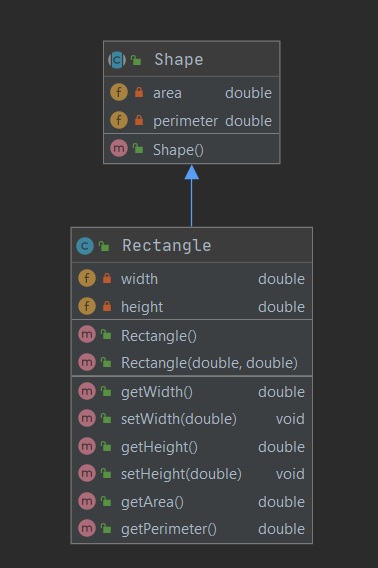 Shape
area double
perimeter double
Shape()
Rectangle
width double
height double
Rectangle()
Rectangle(double, double)
getWidth() double
setWidth(double) void
getHeight() double
setHeight(double) void
getArea() double
getPerimeter() double